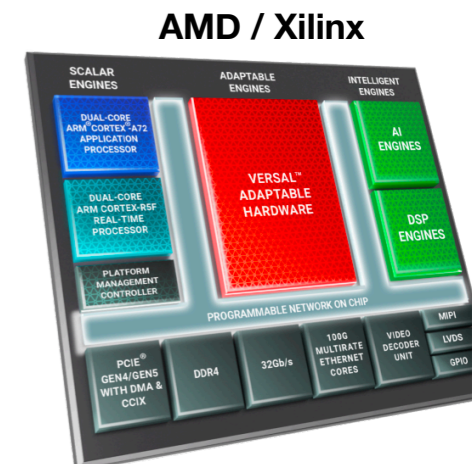 AMD / Xilinx
SCALAR
ENGINES
ADAPTABLE
ENGINES
INTELLIGENT
ENGINES
DUAL-CORE
ARM® CORTEX®-A72
APPLICATION
PROCESSOR
DUAL-CORE
ARM CORTEX-R5F
REAL-TIME
PROCESSOR
PLATFORM
MANAGEMENT
CONTROLLER
VERSAL™
ADAPTABLE
HARDWARE
AI
ENGINES
DSP
ENGINES
PROGRAMMABLE NETWORK ON CHIP
PCIE®
GEN4/GEN5
WITH DMA &
CCIX
DDR4
32Gb/s
100G
MULTIRATE
ETHERNET
CORES
VIDEO
DECODER
UNIT
MIPI
LVDS
GPIO